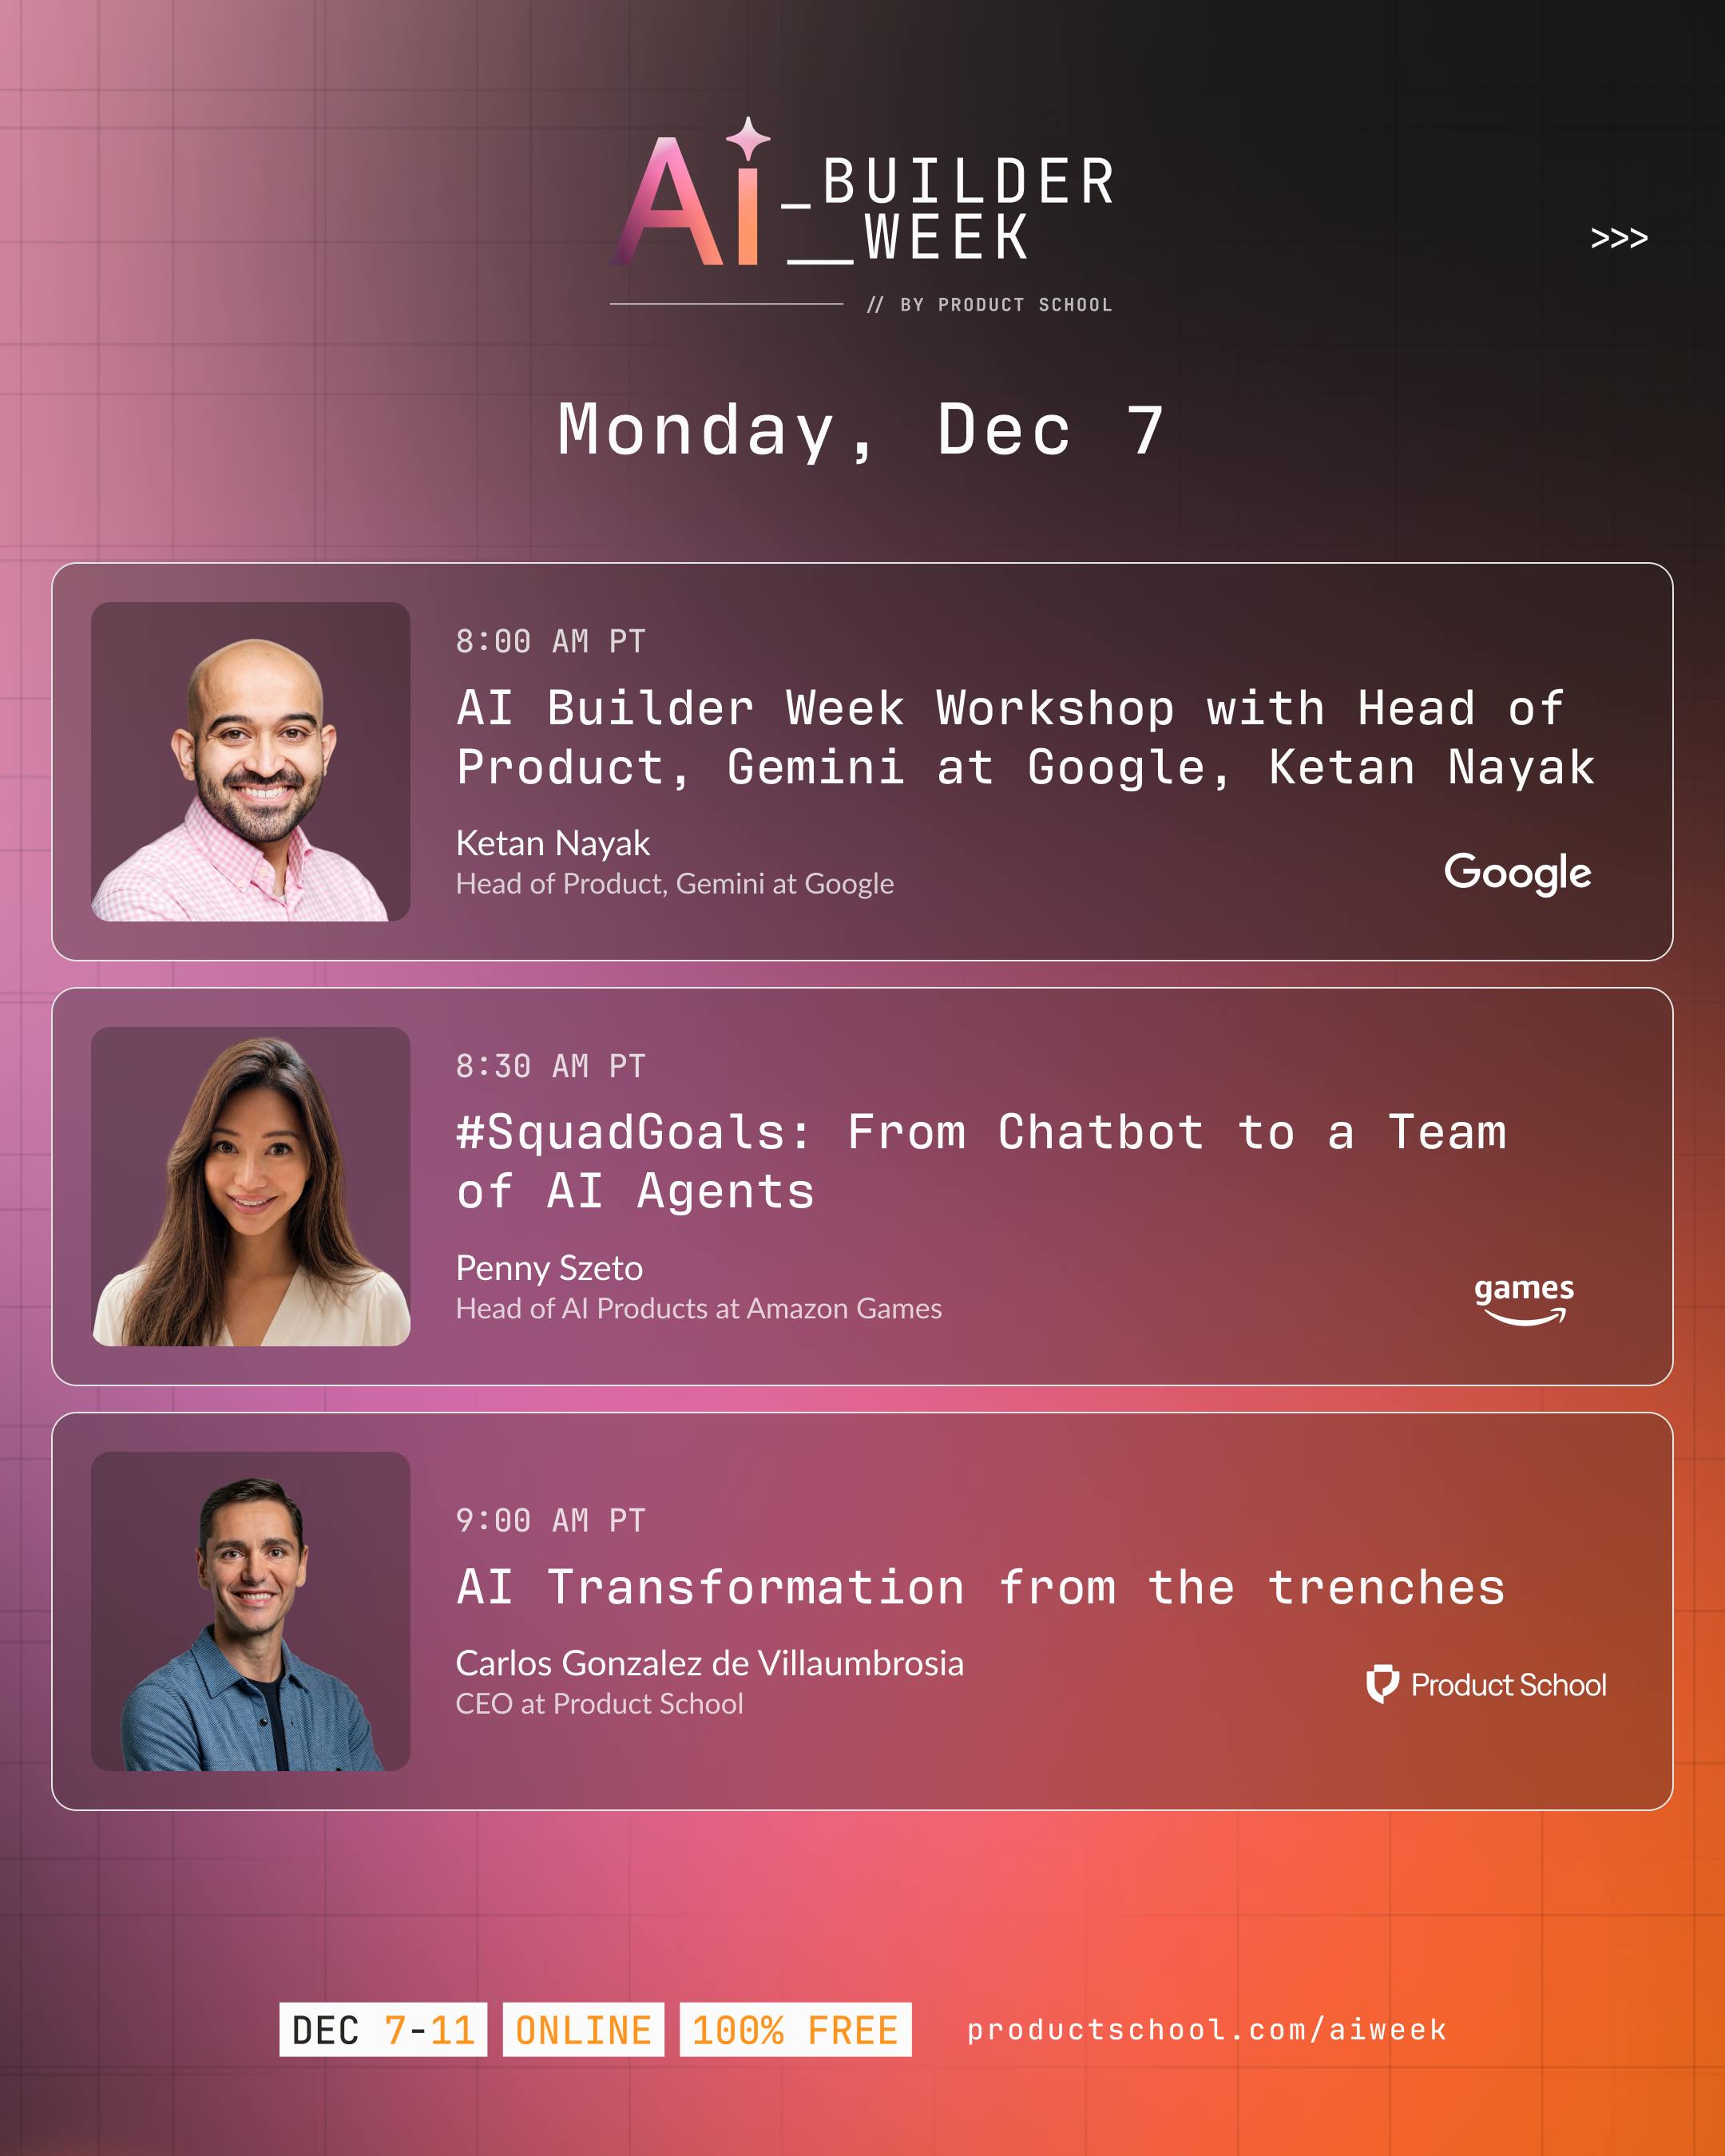 Ai_BUILDER
__WEEK
// BY PRODUCT SCHOOL
>>>
Monday, Dec 7
8:00 AM PT
AI Builder Week Workshop with Head of
Product, Gemini at Google, Ketan Nayak
Ketan Nayak
Head of Product, Gemini at Google
Google
8:30 AM PT
#SquadGoals: From Chatbot to a Team
of AI Agents
Penny Szeto
Head of AI Products at Amazon Games
games
9:00 AM PT
AI Transformation from the trenches
Carlos Gonzalez de Villaumbrosia
CEO at Product School
Product School
DEC 7-11 ONLINE 100% FREE productschool.com/aiweek